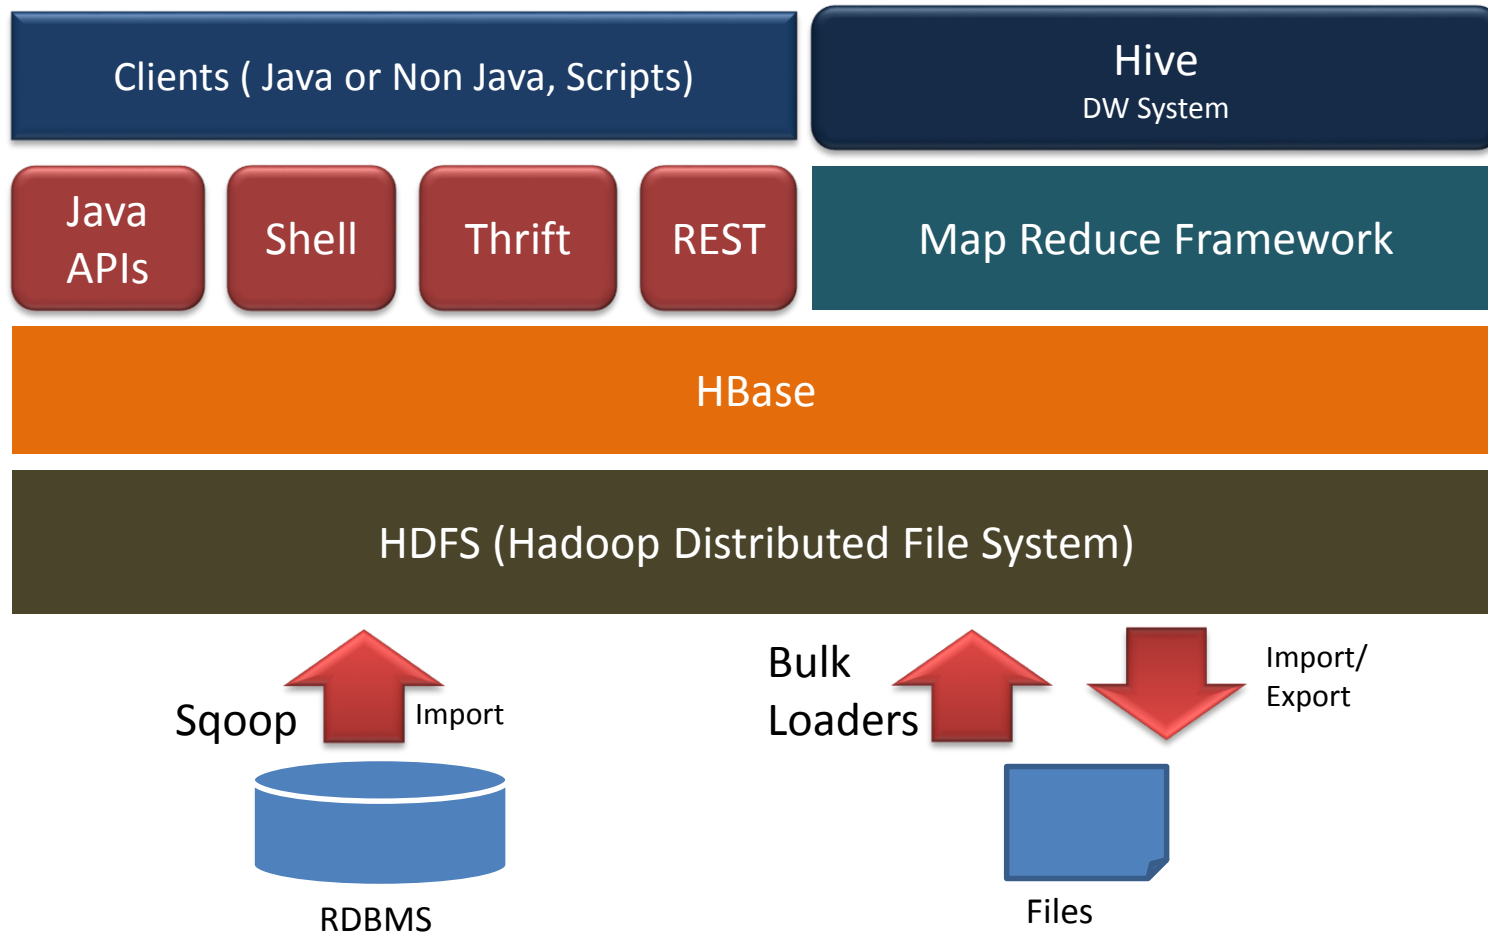 Clients ( Java or Non Java, Scripts)
Hive
DW System
Java
APIs
Shell
Thrift
REST
Map Reduce Framework
HBase
HDFS (Hadoop Distributed File System)
Sqoop
Import
Bulk
Loaders
Import/
Export
RDBMS
Files